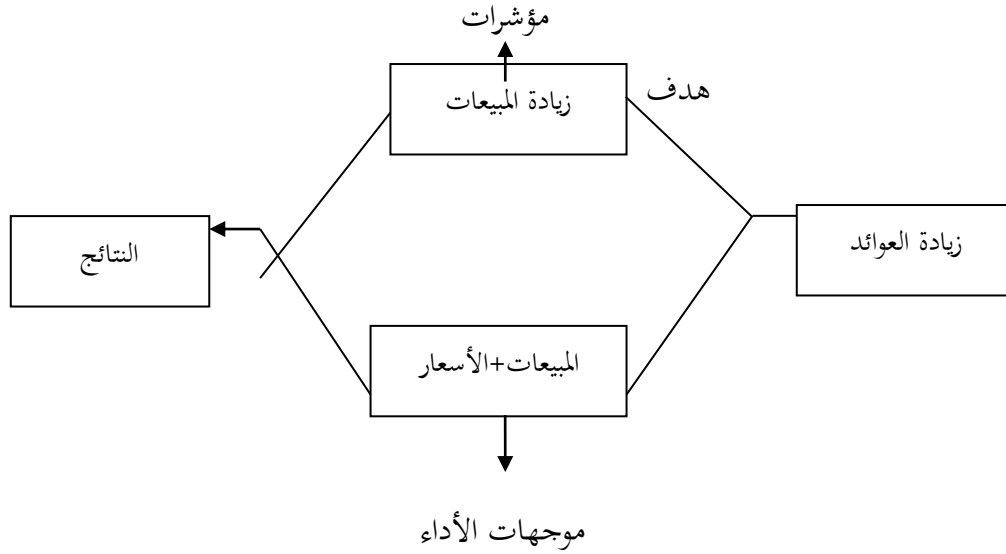 مؤشرات
زيادة المبيعات
هدف
زيادة العوائد
النتائج
المبيعات+الأسعار
موجهات الأداء